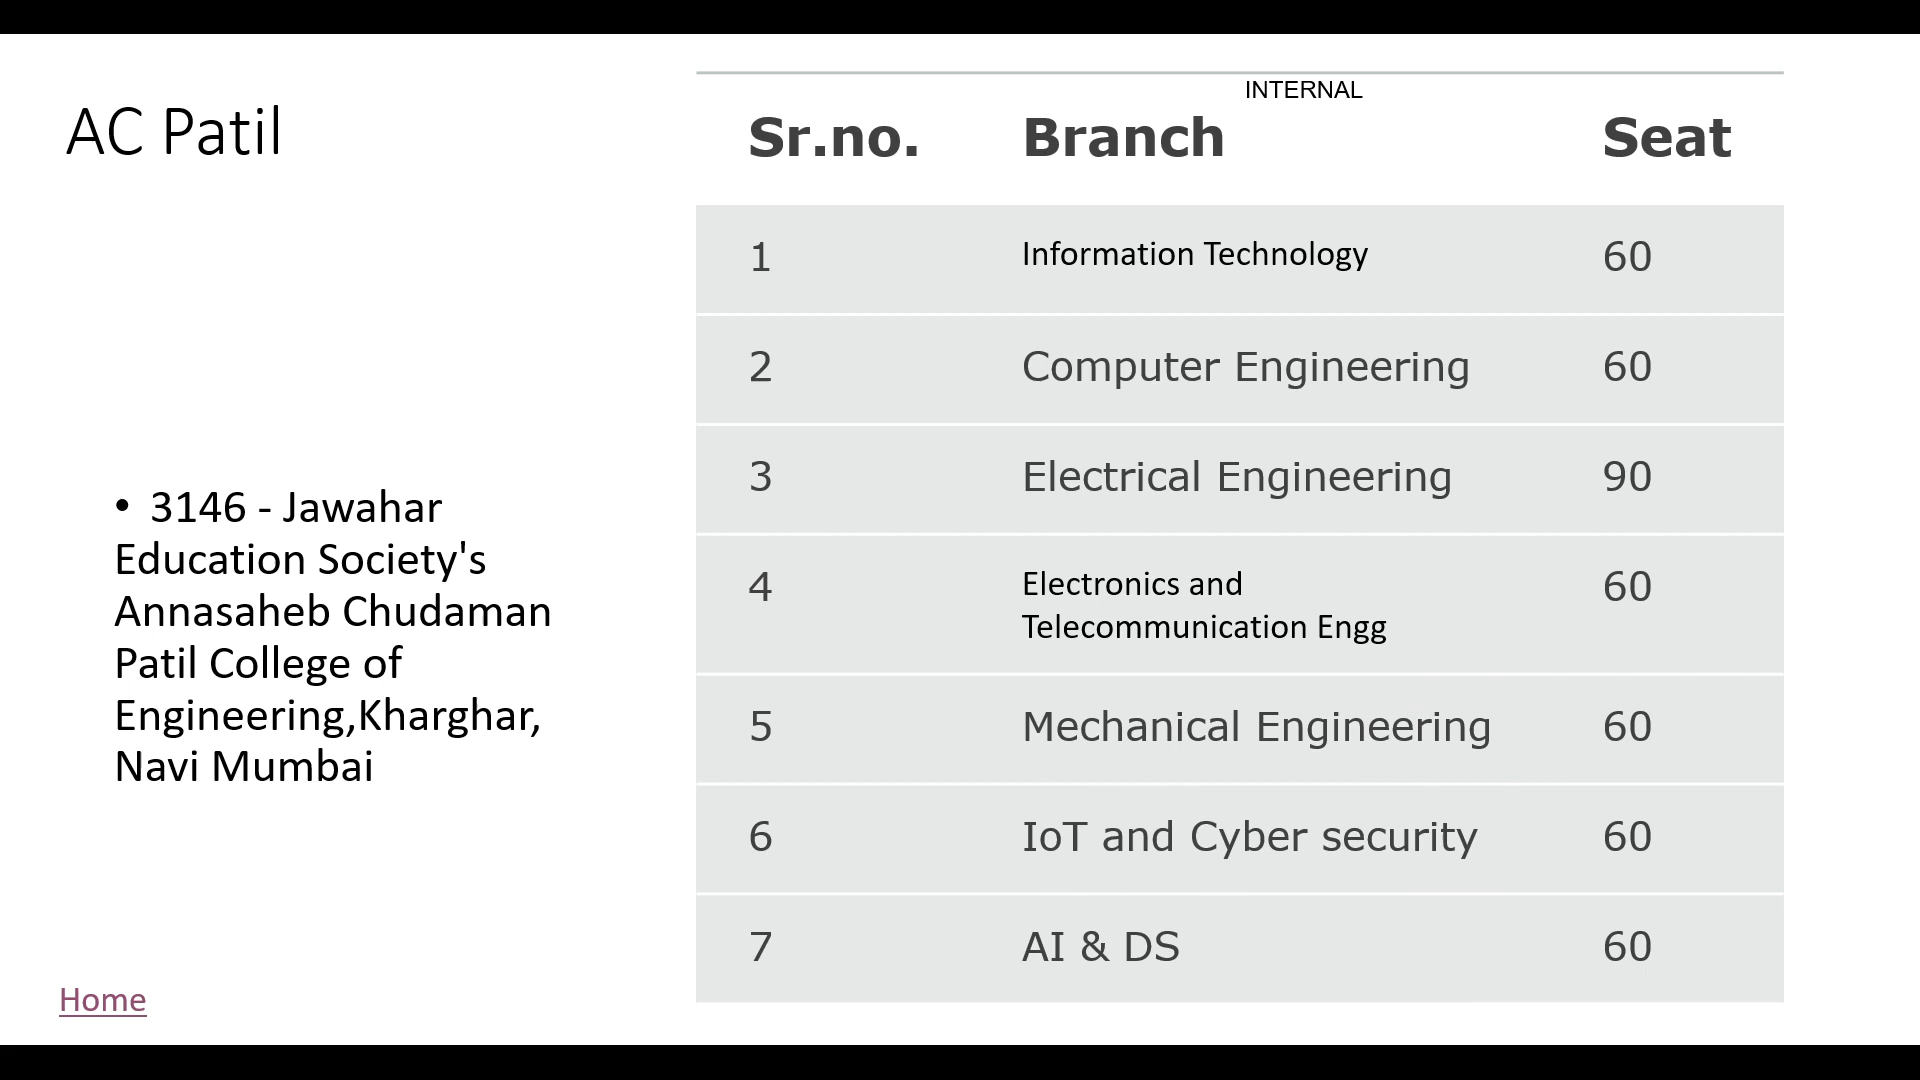 AC Patil
• 3146 - Jawahar
Education Society's
Annasaheb Chudaman
Patil College of
Engineering,Kharghar,
Navi Mumbai
Home
INTERNAL
Sr.no. Branch Seat
1 Information Technology 60
2 Computer Engineering 60
3 Electrical Engineering 90
4 Electronics and 60
Telecommunication Engg
5 Mechanical Engineering 60
6 IoT and Cyber security 60
7 AI & DS 60